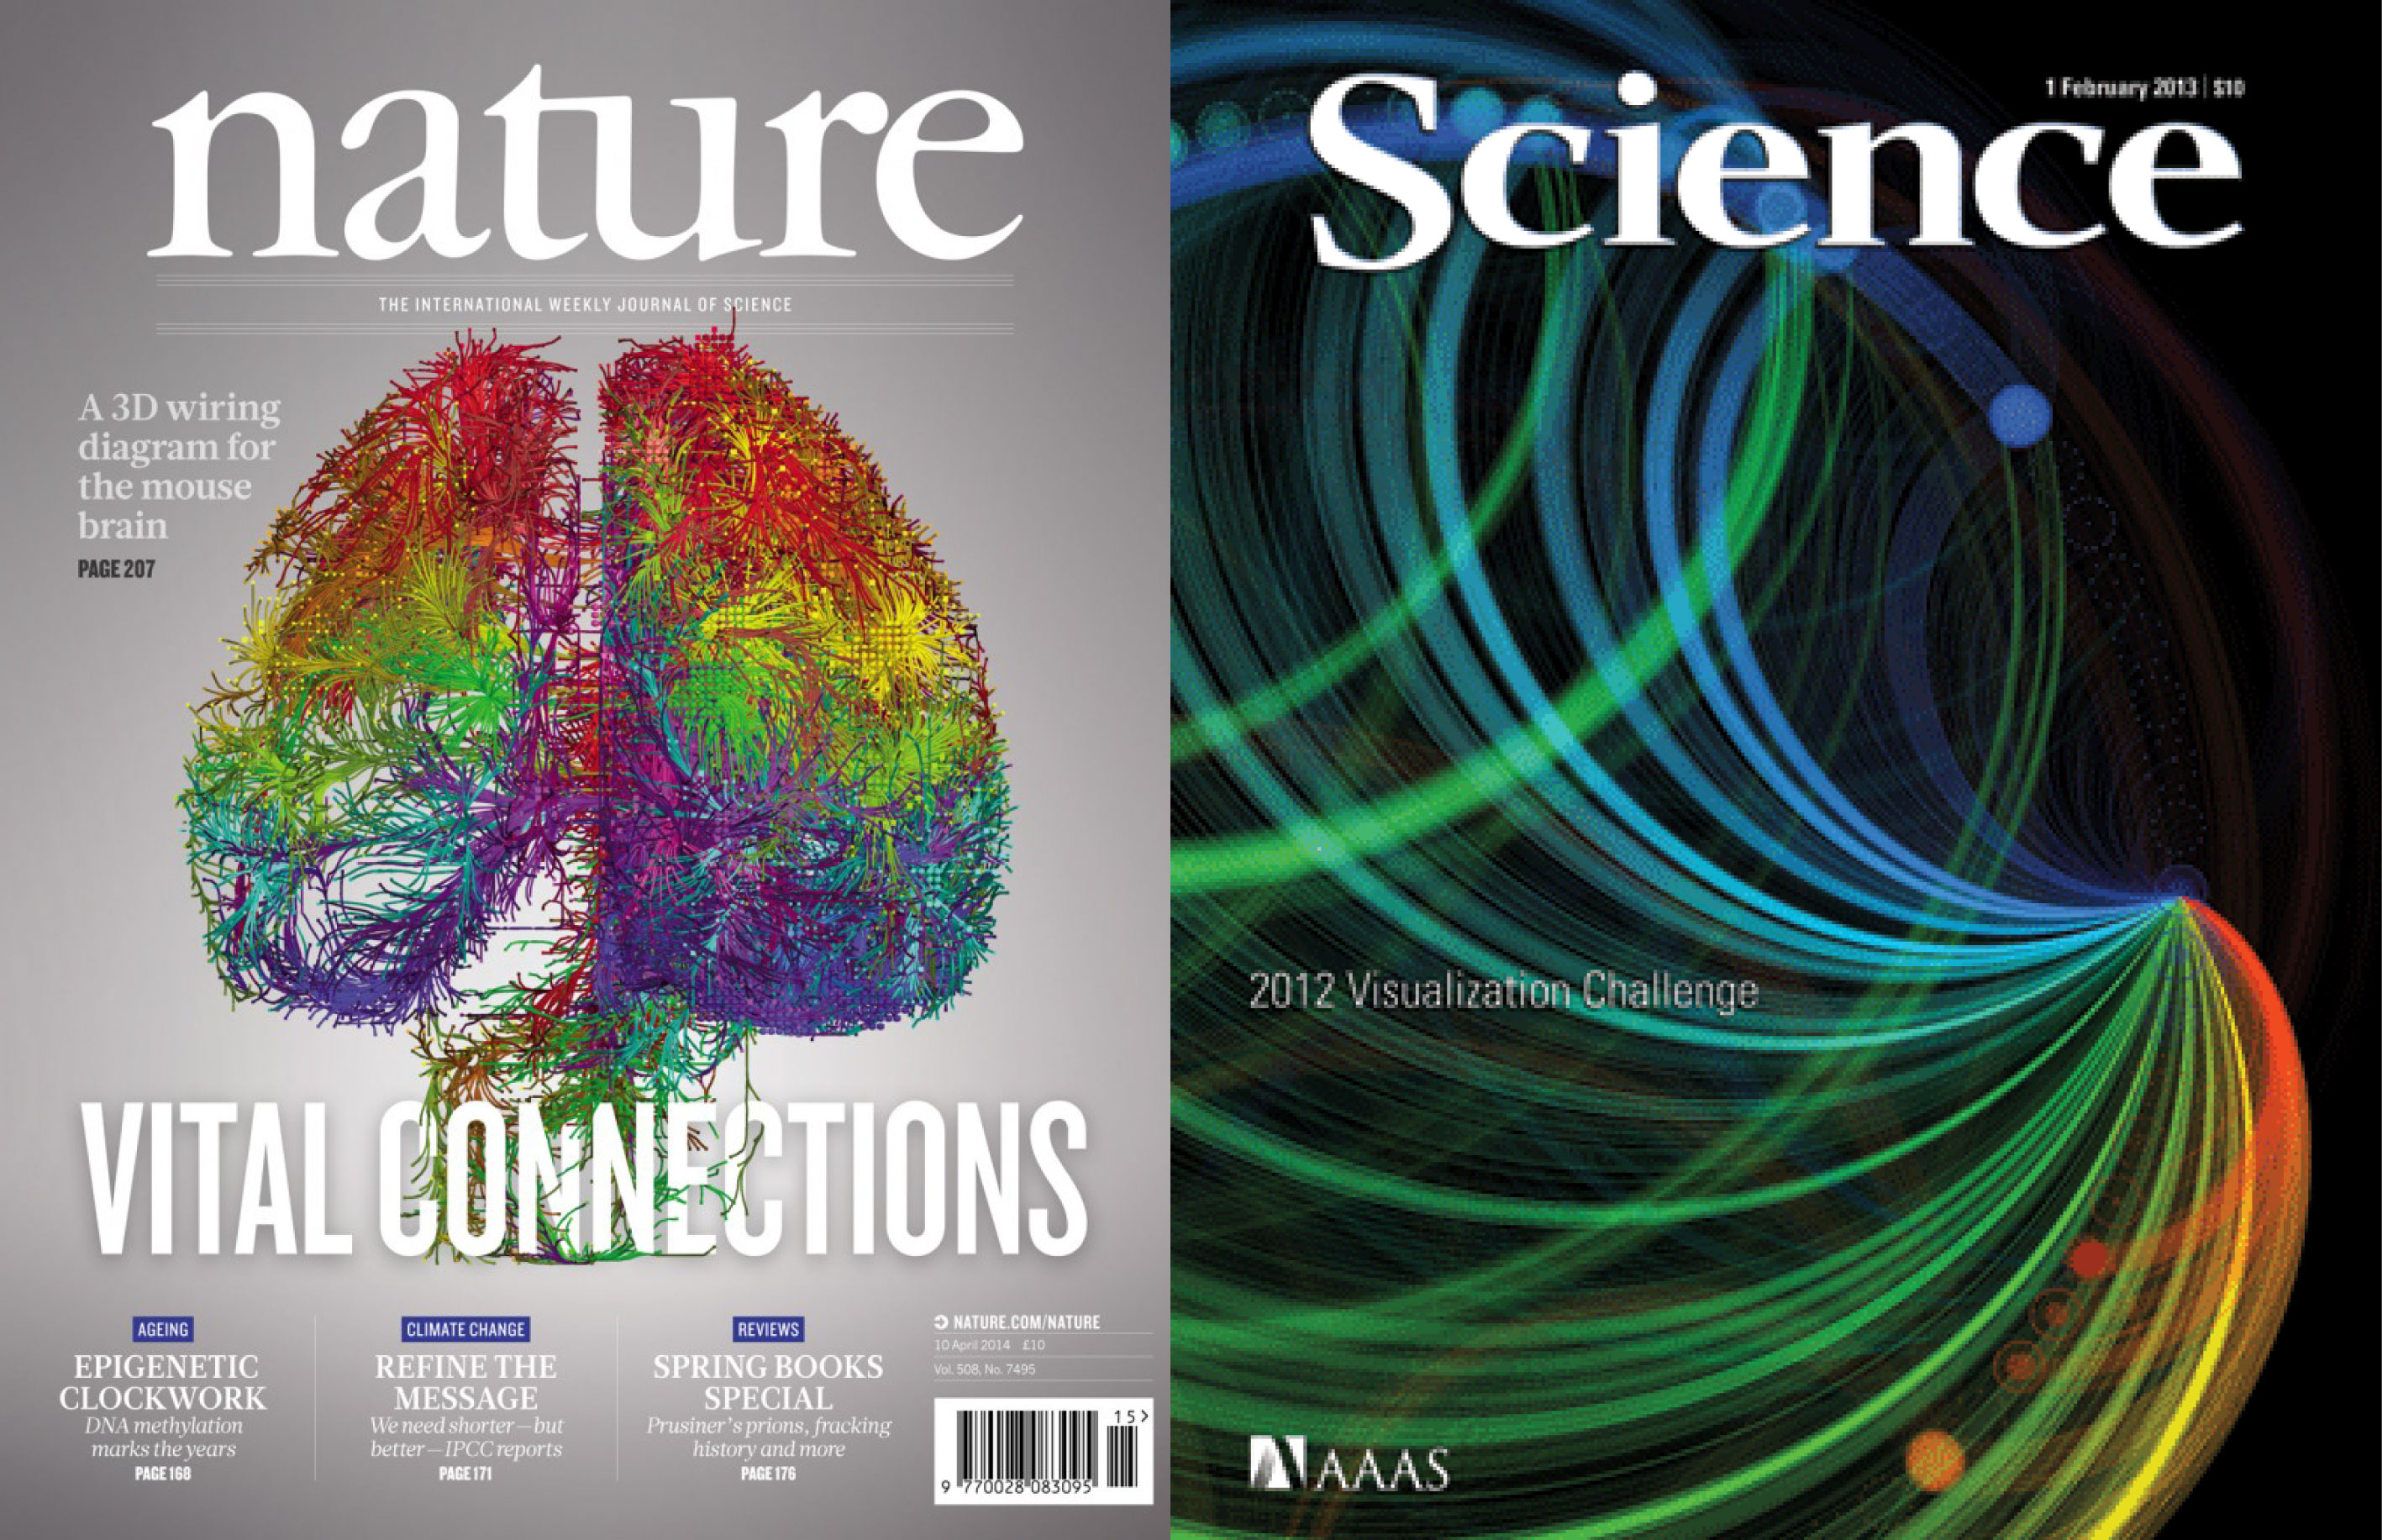 nature
THE INTERNATIONAL WEEKLY JOURNAL OF SCIENCE
A 3D wiring
diagram for
the mouse
brain
PAGE 207
VITAL CONNECTIONS
AGEING
EPIGENETIC
CLOCKWORK
DNA methylation
marks the years
PAGE 168
CLIMATE CHANGE
REFINE THE
MESSAGE
We need shorter—but
better—IPCC reports
PAGE 171
REVIEWS
SPRING BOOKS
SPECIAL
Prusiner's prions, fracking
history and more
PAGE 176
NATURE.COM/NATURE
10 April 2014 £10
Vol. 508, No. 7495
15>
9 770028 083095
1 February 2013 | $10
Science
2012 Visualization Challenge
AAAS